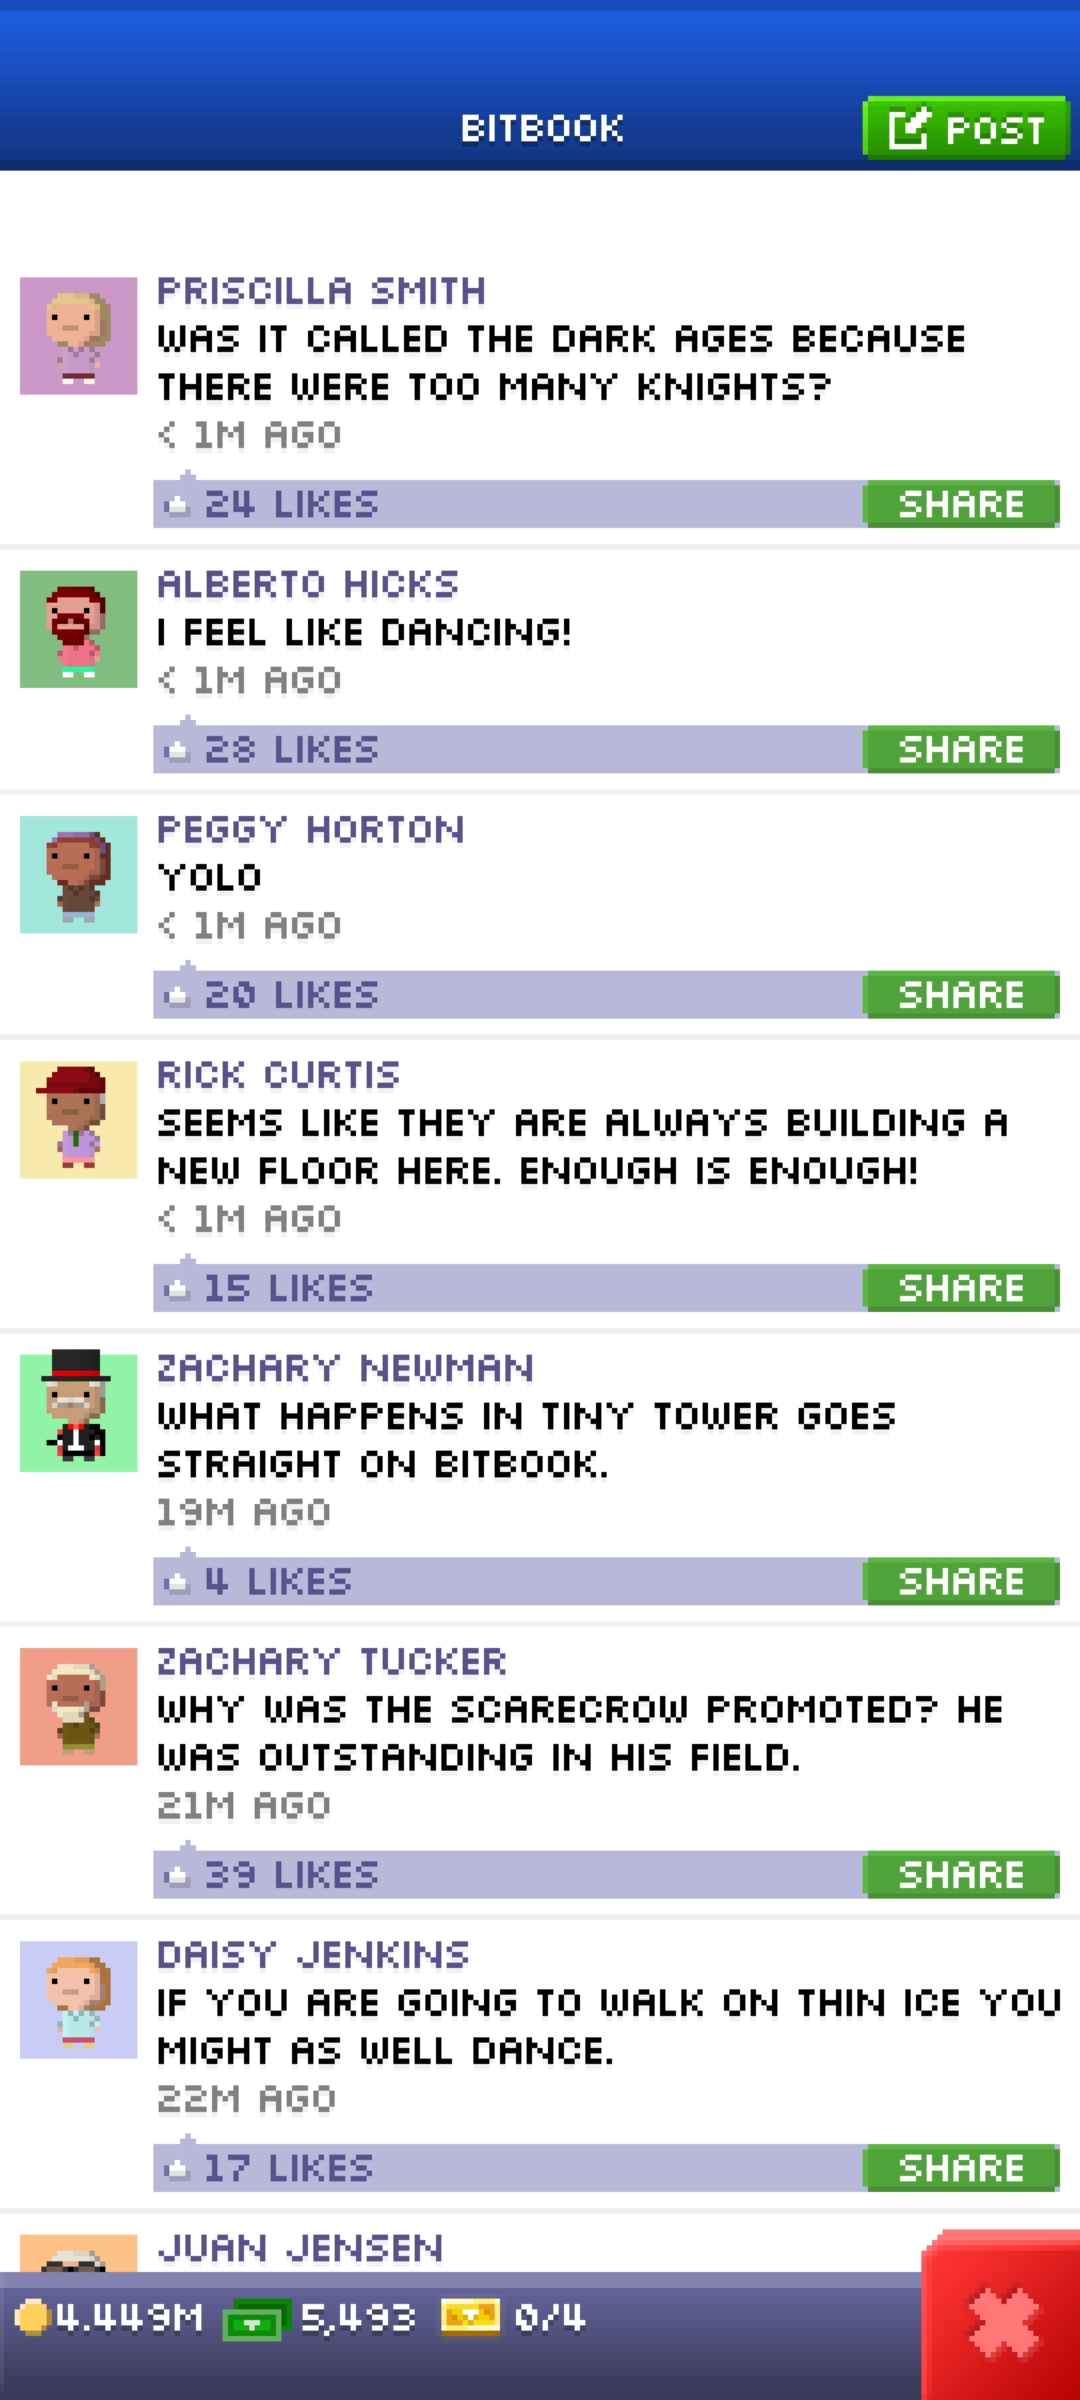 BITBOOK
POST
PRISCILLA SMITH
WAS IT CALLED THE DARK AGES BECAUSE
THERE WERE TOO MANY KNIGHTS?
< 1M AGO
24 LIKES
SHARE
ALBERTO HICKS
I FEEL LIKE DANCING!
< 1M AGO
28 LIKES
SHARE
PEGGY HORTON
YOLO
< 1M AGO
20 LIKES
SHARE
RICK CURTIS
SEEMS LIKE THEY ARE ALWAYS BUILDING A
NEW FLOOR HERE. ENOUGH IS ENOUGH!
< 1M AGO
15 LIKES
SHARE
ZACHARY NEWMAN
WHAT HAPPENS IN TINY TOWER GOES
STRAIGHT ON BITBOOK.
19M AGO
4 LIKES
SHARE
ZACHARY TUCKER
WHY WAS THE SCARECROW PROMOTED? HE
WAS OUTSTANDING IN HIS FIELD.
21M AGO
39 LIKES
SHARE
DAISY JENKINS
IF YOU ARE GOING TO WALK ON THIN ICE YOU
MIGHT AS WELL DANCE.
22M AGO
17 LIKES
SHARE
JUAN JENSEN
4.449M 5,493 0/4